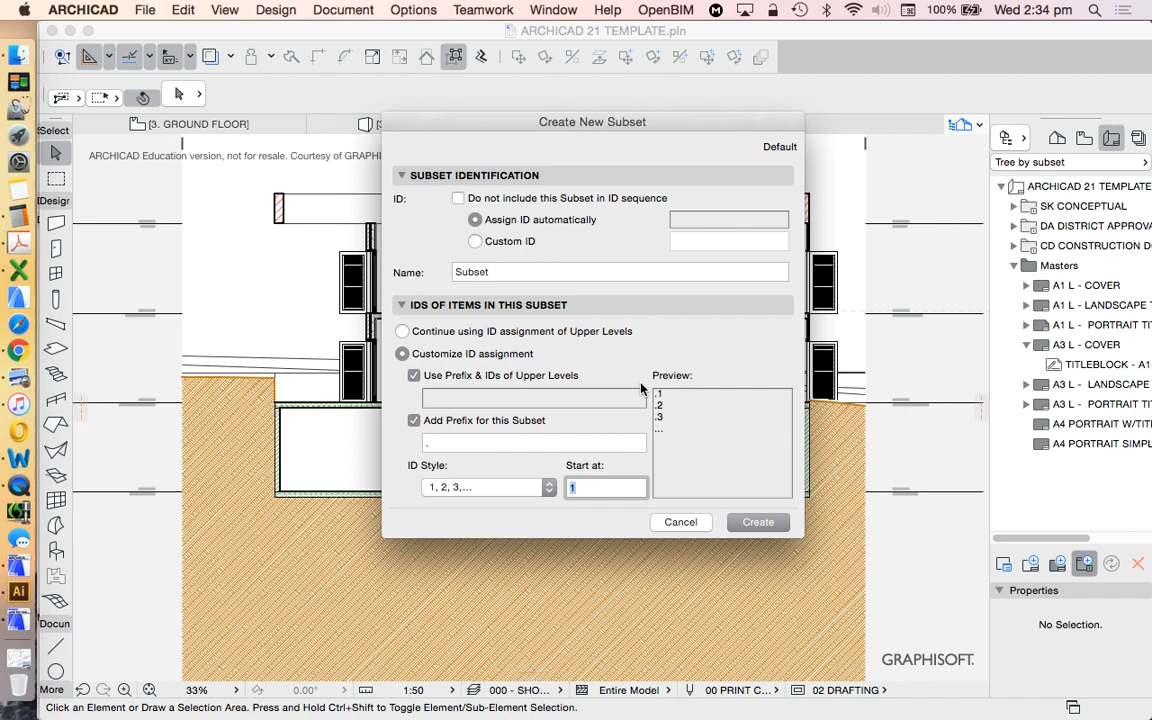 ARCHICAD File Edit View Design Document Options Teamwork Window Help OpenBIM 100% Wed 2:34 pm
ARCHICAD 21 TEMPLATE.pln
[3. GROUND FLOOR]
Create New Subset
Select
ARCHICAD Education version, not for resale. Courtesy of GRAPHI
Default
Tree by subset
SUBSET IDENTIFICATION
ARCHICAD 21 TEMPLATE
ID:
Do not include this Subset in ID sequence
SK CONCEPTUAL
Desigr
Assign ID automatically
DA DISTRICT APPROVA
Custom ID
CD CONSTRUCTION D
Masters
Name:
Subset
A1 L - COVER
IDS OF ITEMS IN THIS SUBSET
A1 L - LANDSCAPE T
Continue using ID assignment of Upper Levels
A1 L - PORTRAIT TI
Customize ID assignment
A3 L - COVER
Use Prefix & IDs of Upper Levels
Preview:
TITLEBLOCK - A1
A3 L - LANDSCAPE
.1
.2
.3
...
A3 L - PORTRAIT TI
Add Prefix for this Subset
A4 PORTRAIT W/TIT
.
A4 PORTRAIT SIMPL
ID Style:
Start at:
1, 2, 3,...
1
Cancel
Create
Properties
No Selection.
Docun
GRAPHISOFT.
More
33%
0.00°
1:50
000 - SHO...
Entire Model
00 PRINT C...
02 DRAFTING
Click an Element or Draw a Selection Area. Press and Hold Ctrl+Shift to Toggle Element/Sub-Element Selection.